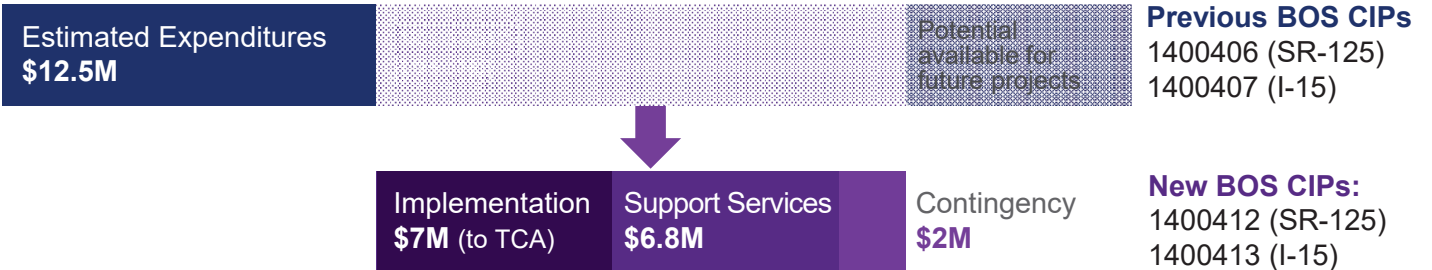 Estimated Expenditures
$12.5M
Potential
available for
future projects
Previous BOS CIPs
1400406 (SR-125)
1400407 (I-15)
Implementation
$7M (to TCA)
Support Services
$6.8M
Contingency
$2M
New BOS CIPs:
1400412 (SR-125)
1400413 (I-15)